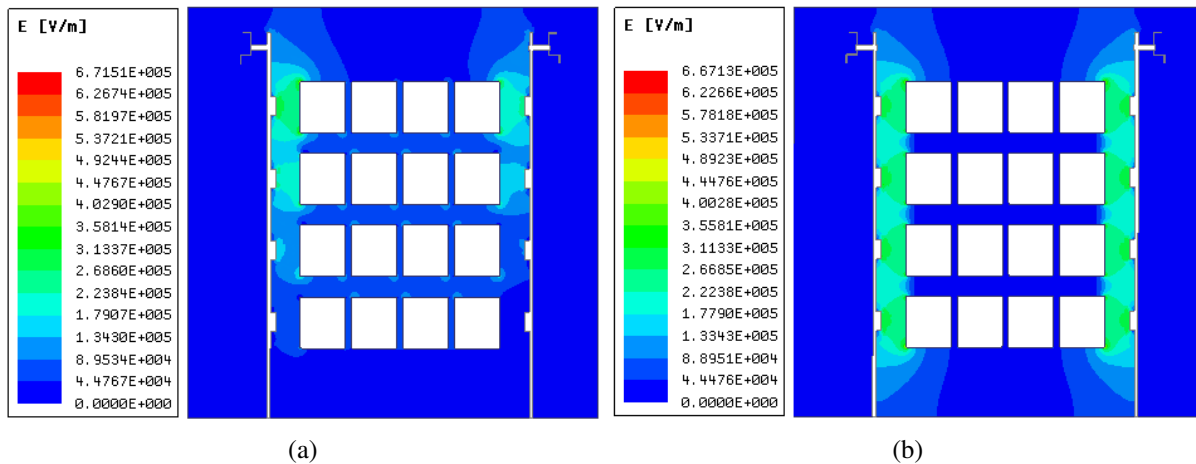 E [V/m]
6.7151E+005
6.2674E+005
5.8197E+005
5.3721E+005
4.9244E+005
4.4767E+005
4.0290E+005
3.5814E+005
3.1337E+005
2.6860E+005
2.2384E+005
1.7907E+005
1.3430E+005
8.9534E+004
4.4767E+004
0.0000E+000
(a)
E [V/m]
6.6713E+005
6.2266E+005
5.7818E+005
5.3371E+005
4.8923E+005
4.4476E+005
4.0028E+005
3.5581E+005
3.1133E+005
2.6685E+005
2.2238E+005
1.7790E+005
1.3343E+005
8.8951E+004
4.4476E+004
0.0000E+000
(b)